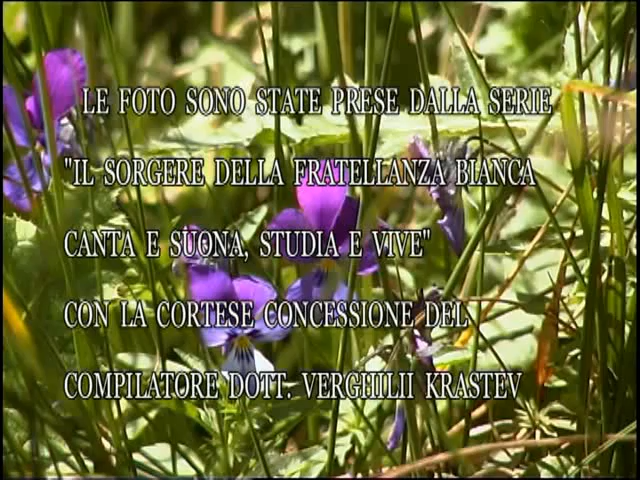 LE FOTO SONO STATE PRESE DALLA SERIE
"IL SORGERE DELLA FRATELLANZA BIANCA
CANTA E SUONA, STUDIA E VIVE"
CON LA CORTESE CONCESSIONE DEL
COMPILATORE DOTT. VERGHILII KRASTEV